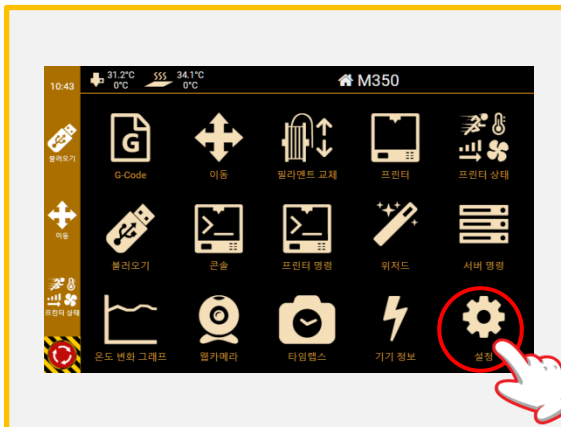 10:43
31.2°C
0°C
34.1°C
0°C
M350
불러오기
이동
프린터 상태
G-Code
이동
필라멘트 교체
프린터
프린터 상태
불러오기
콘솔
프린터 명령
위저드
서버 명령
온도 변화 그래프
웹카메라
타임랩스
기기 정보
설정